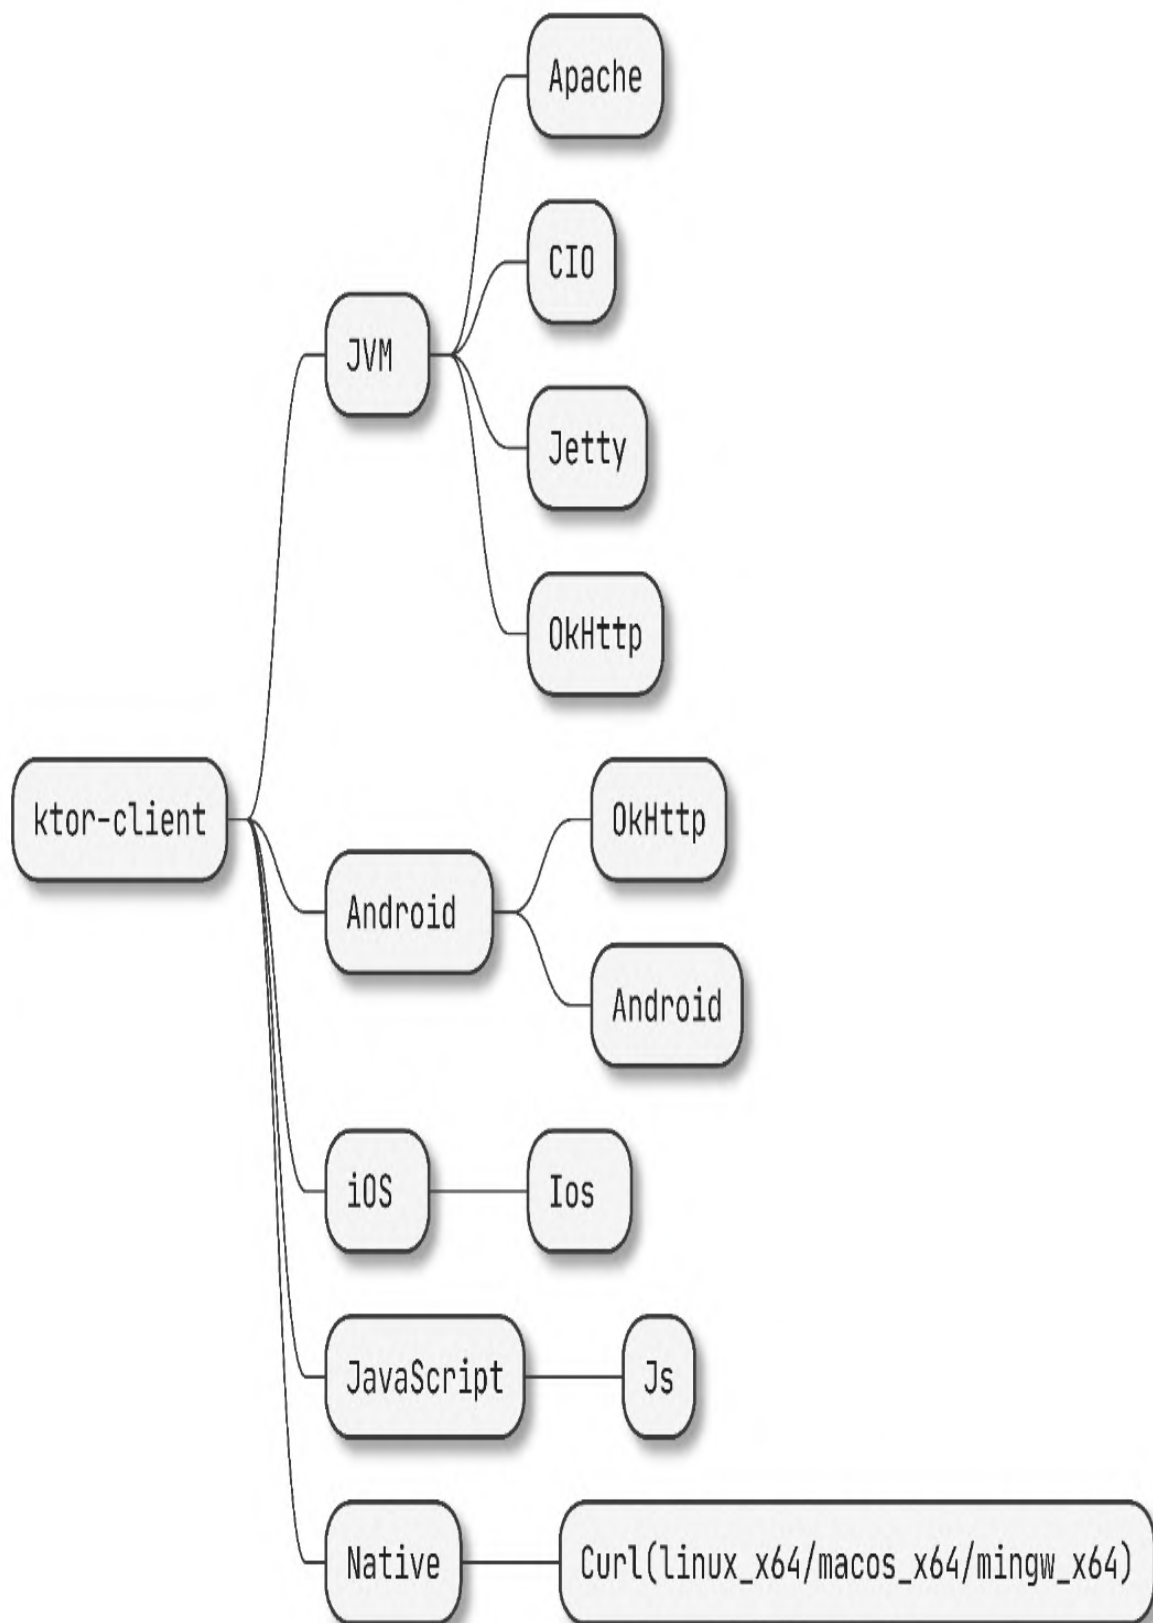 Apache
CIO
JVM
Jetty
OkHttp
ktor-client
OkHttp
Android
Android
iOS
Ios
JavaScript
Js
Native
Curl(linux_x64/macos_x64/mingw_x64)